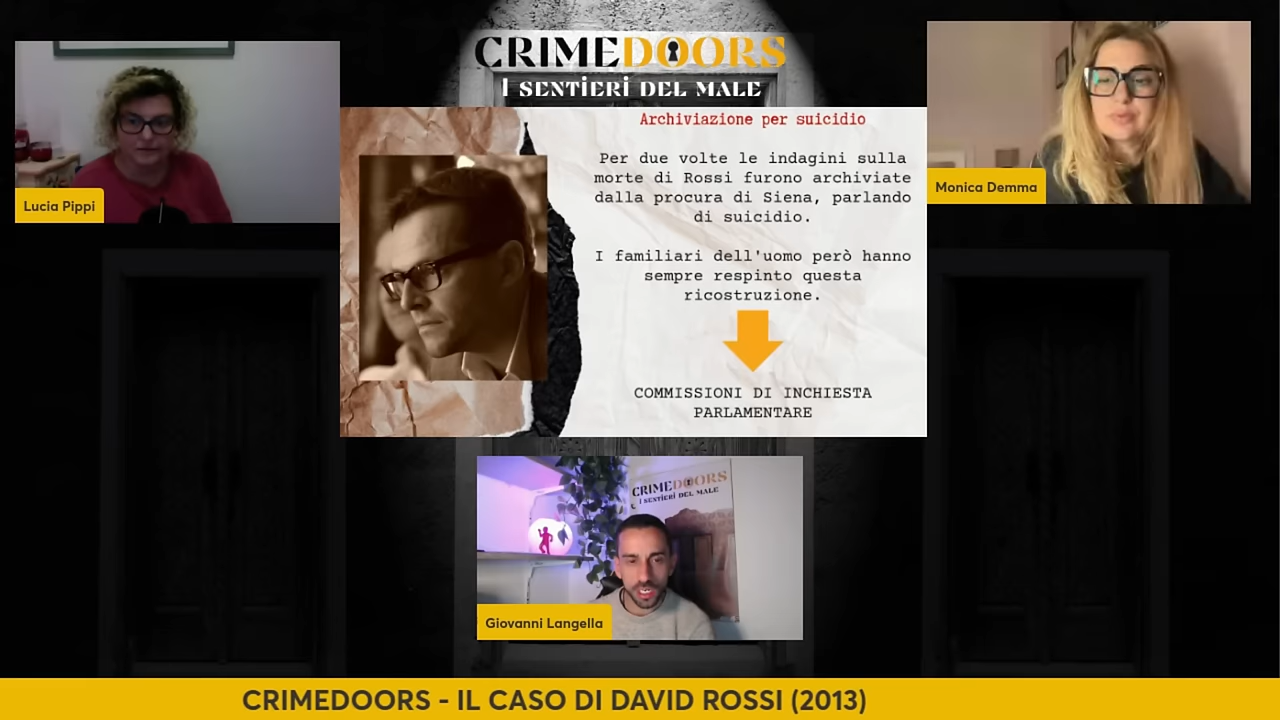 CRIMEDOORS
I SENTIERI DEL MALE
Lucia Pippi
Monica Demma
Archiviazione per suicidio
Per due volte le indagini sulla
morte di Rossi furono archiviate
dalla procura di Siena, parlando
di suicidio.
I familiari dell'uomo però hanno
sempre respinto questa
ricostruzione.
COMMISSIONI DI INCHIESTA
PARLAMENTARE
CRIMEDOORS
I SENTIERI DEL MALE
Giovanni Langella
CRIMEDOORS - IL CASO DI DAVID ROSSI (2013)